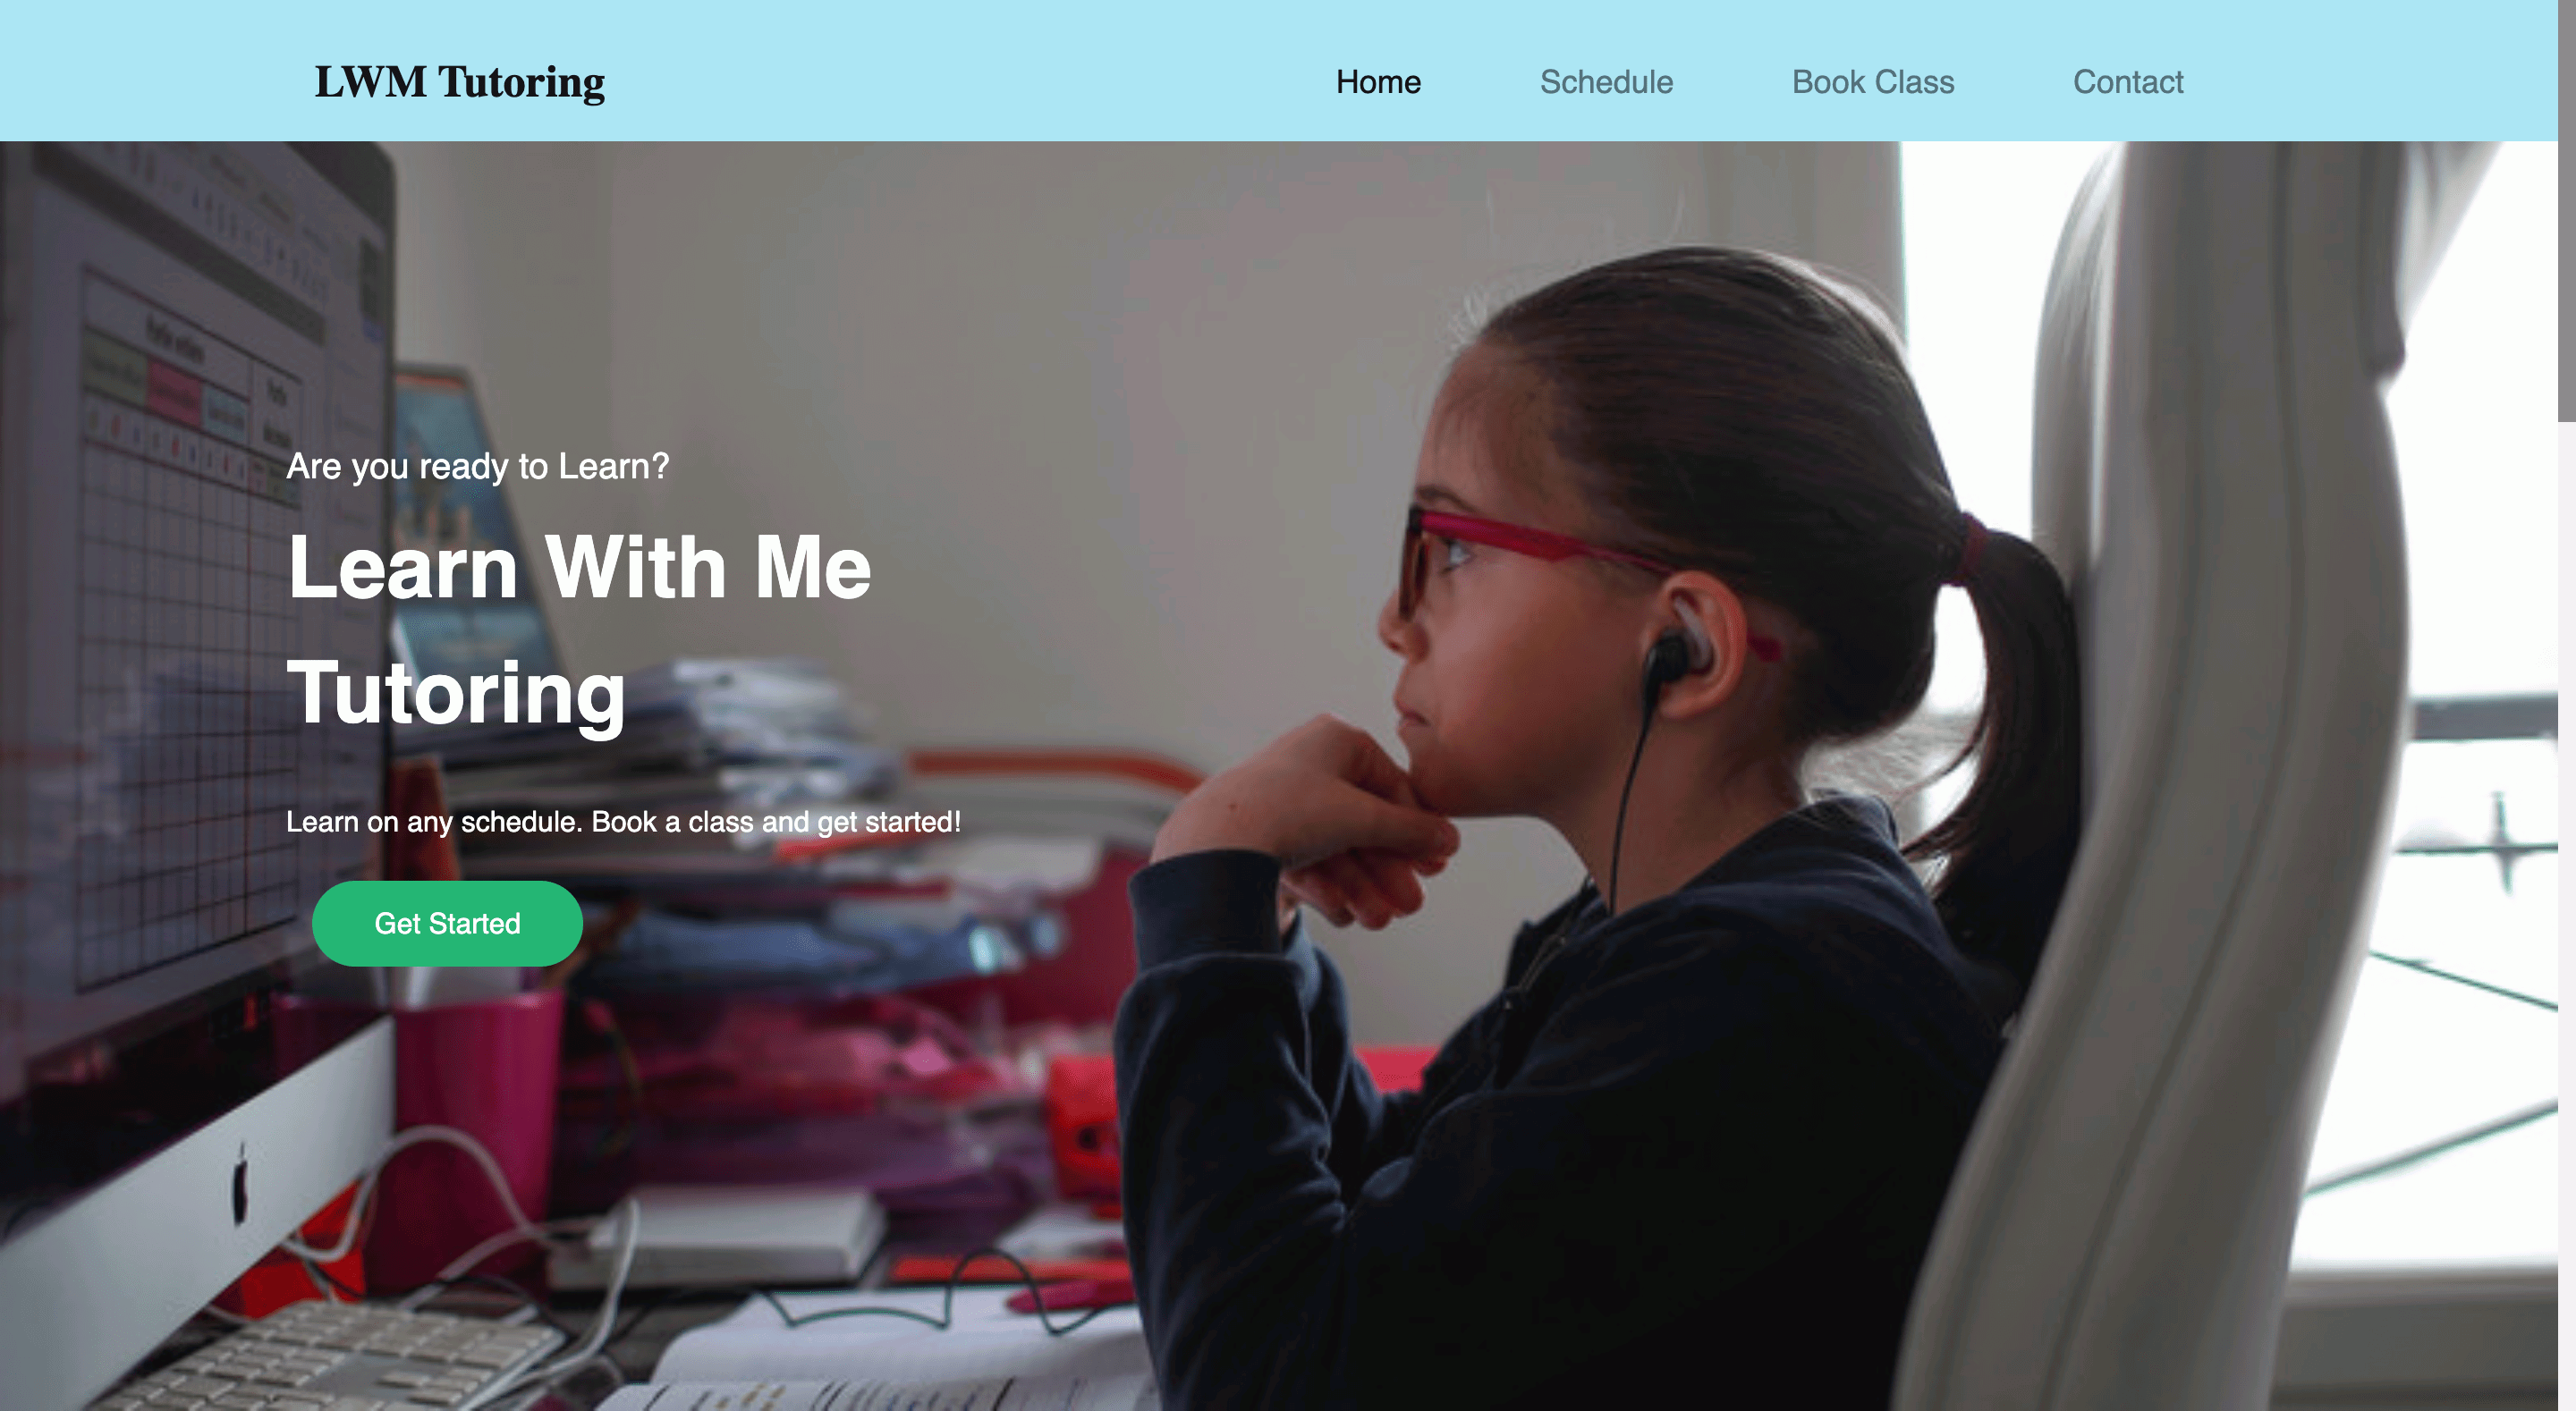 LWM Tutoring
Home Schedule Book Class Contact
Are you ready to Learn?
Learn With Me
Tutoring
Learn on any schedule. Book a class and get started!
Get Started